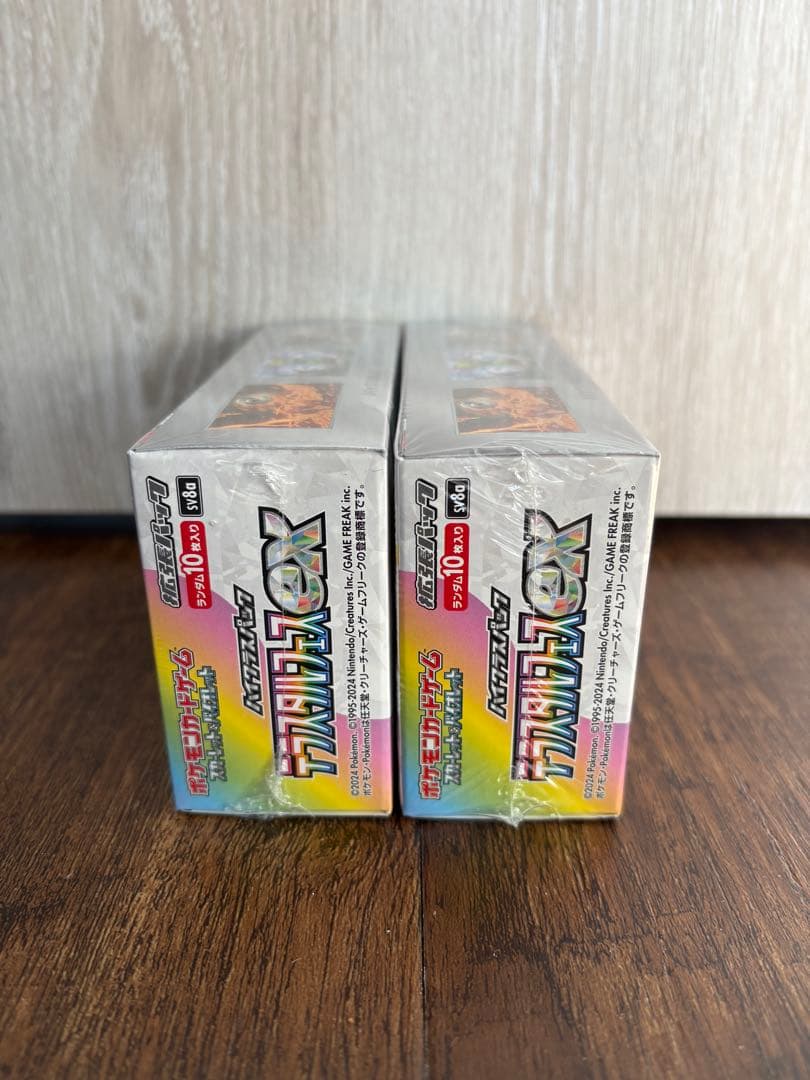 拡張パック
SV8a
ランダム10枚入り
ポケモンカードゲーム
スカーレット&バイオレット
ハイクラスパック
テラスタルフェスex
©2024 Pokémon. ©1995-2024 Nintendo/Creatures Inc./GAME FREAK inc.
ポケモン・Pokémonは任天堂・クリーチャーズ・ゲームフリークの登録商標です。
拡張パック
SV8a
ランダム10枚入り
ポケモンカードゲーム
スカーレット&バイオレット
ハイクラスパック
テラスタルフェスex
©2024 Pokémon. ©1995-2024 Nintendo/Creatures Inc./GAME FREAK inc.
ポケモン・Pokémonは任天堂・クリーチャーズ・ゲームフリークの登録商標です。